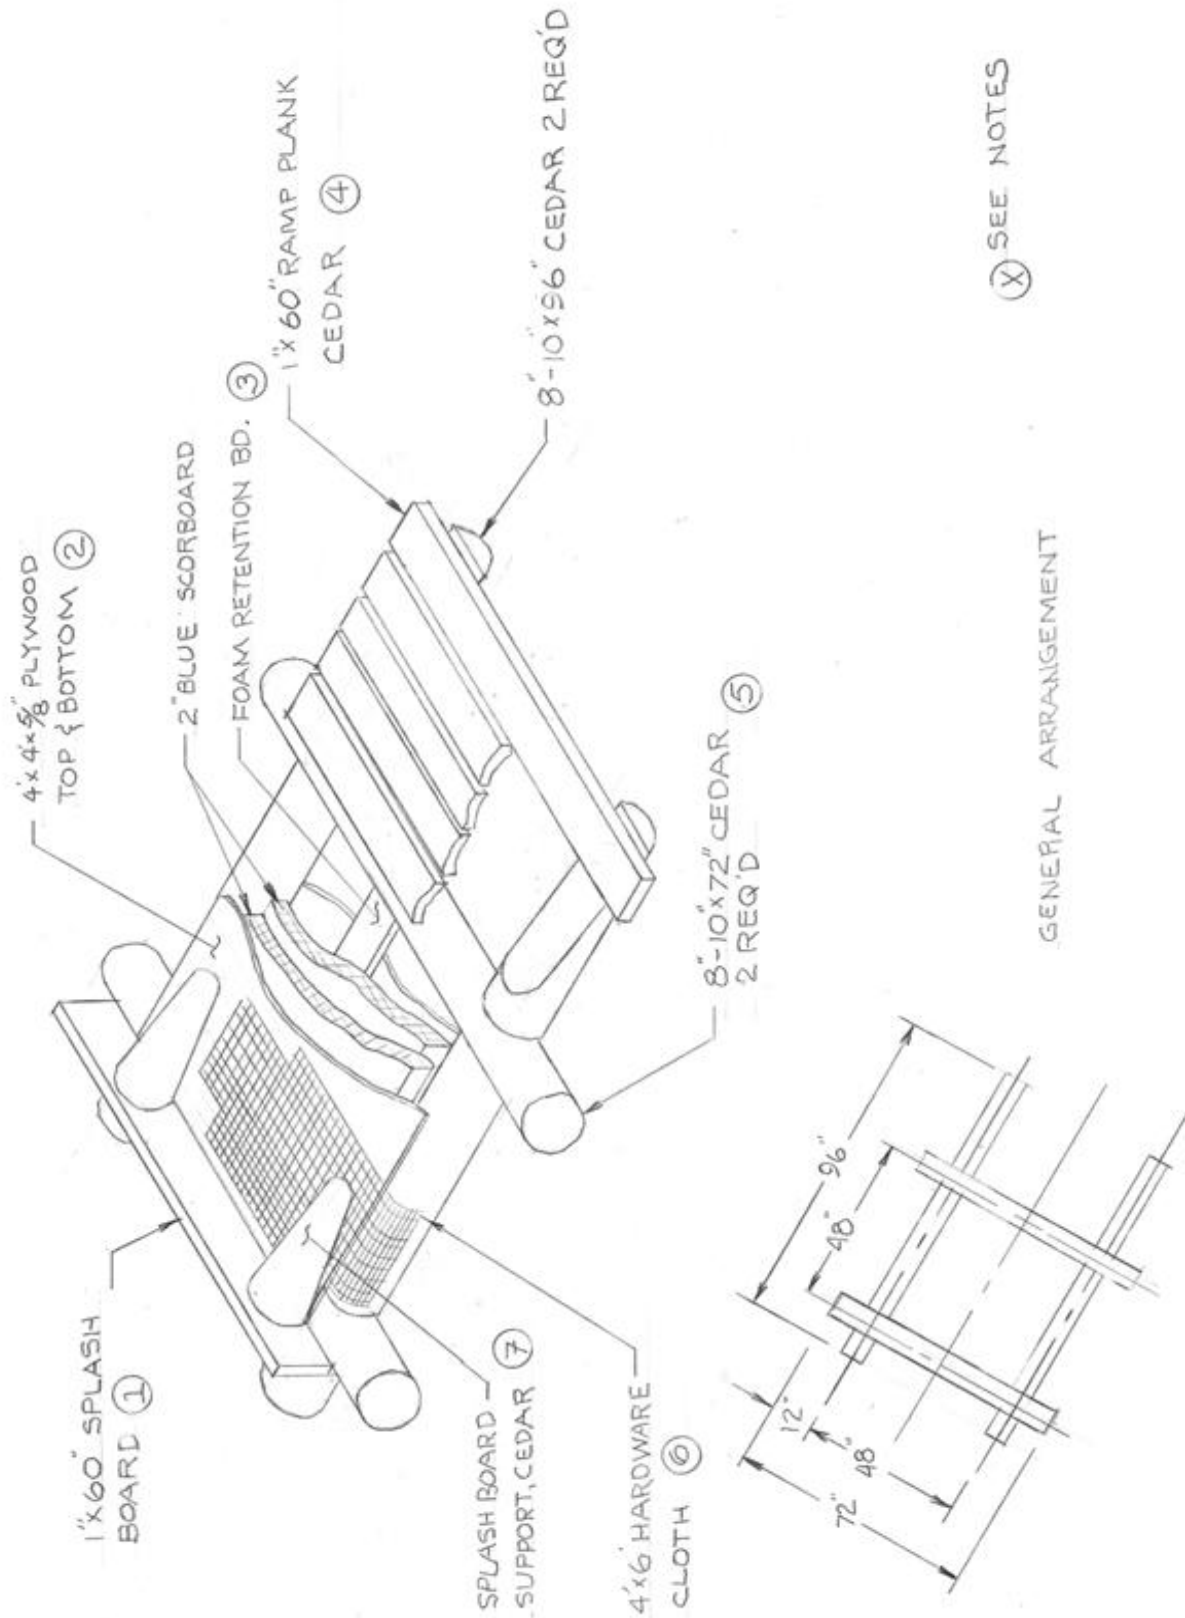 1"x60" SPLASH
BOARD ①
4'x4'x5/8" PLYWOOD
TOP & BOTTOM ②
2" BLUE SCORBOARD
FOAM RETENTION BD. ③
1"x60" RAMP PLANK
CEDAR ④
8"-10"x96" CEDAR 2 REQ'D
8"-10"x72" CEDAR
2 REQ'D ⑤
SPLASH BOARD
SUPPORT, CEDAR ⑦
4'x6' HARDWARE
CLOTH ⑥
96"
48"
12"
48"
72"
GENERAL ARRANGEMENT
Ⓧ SEE NOTES